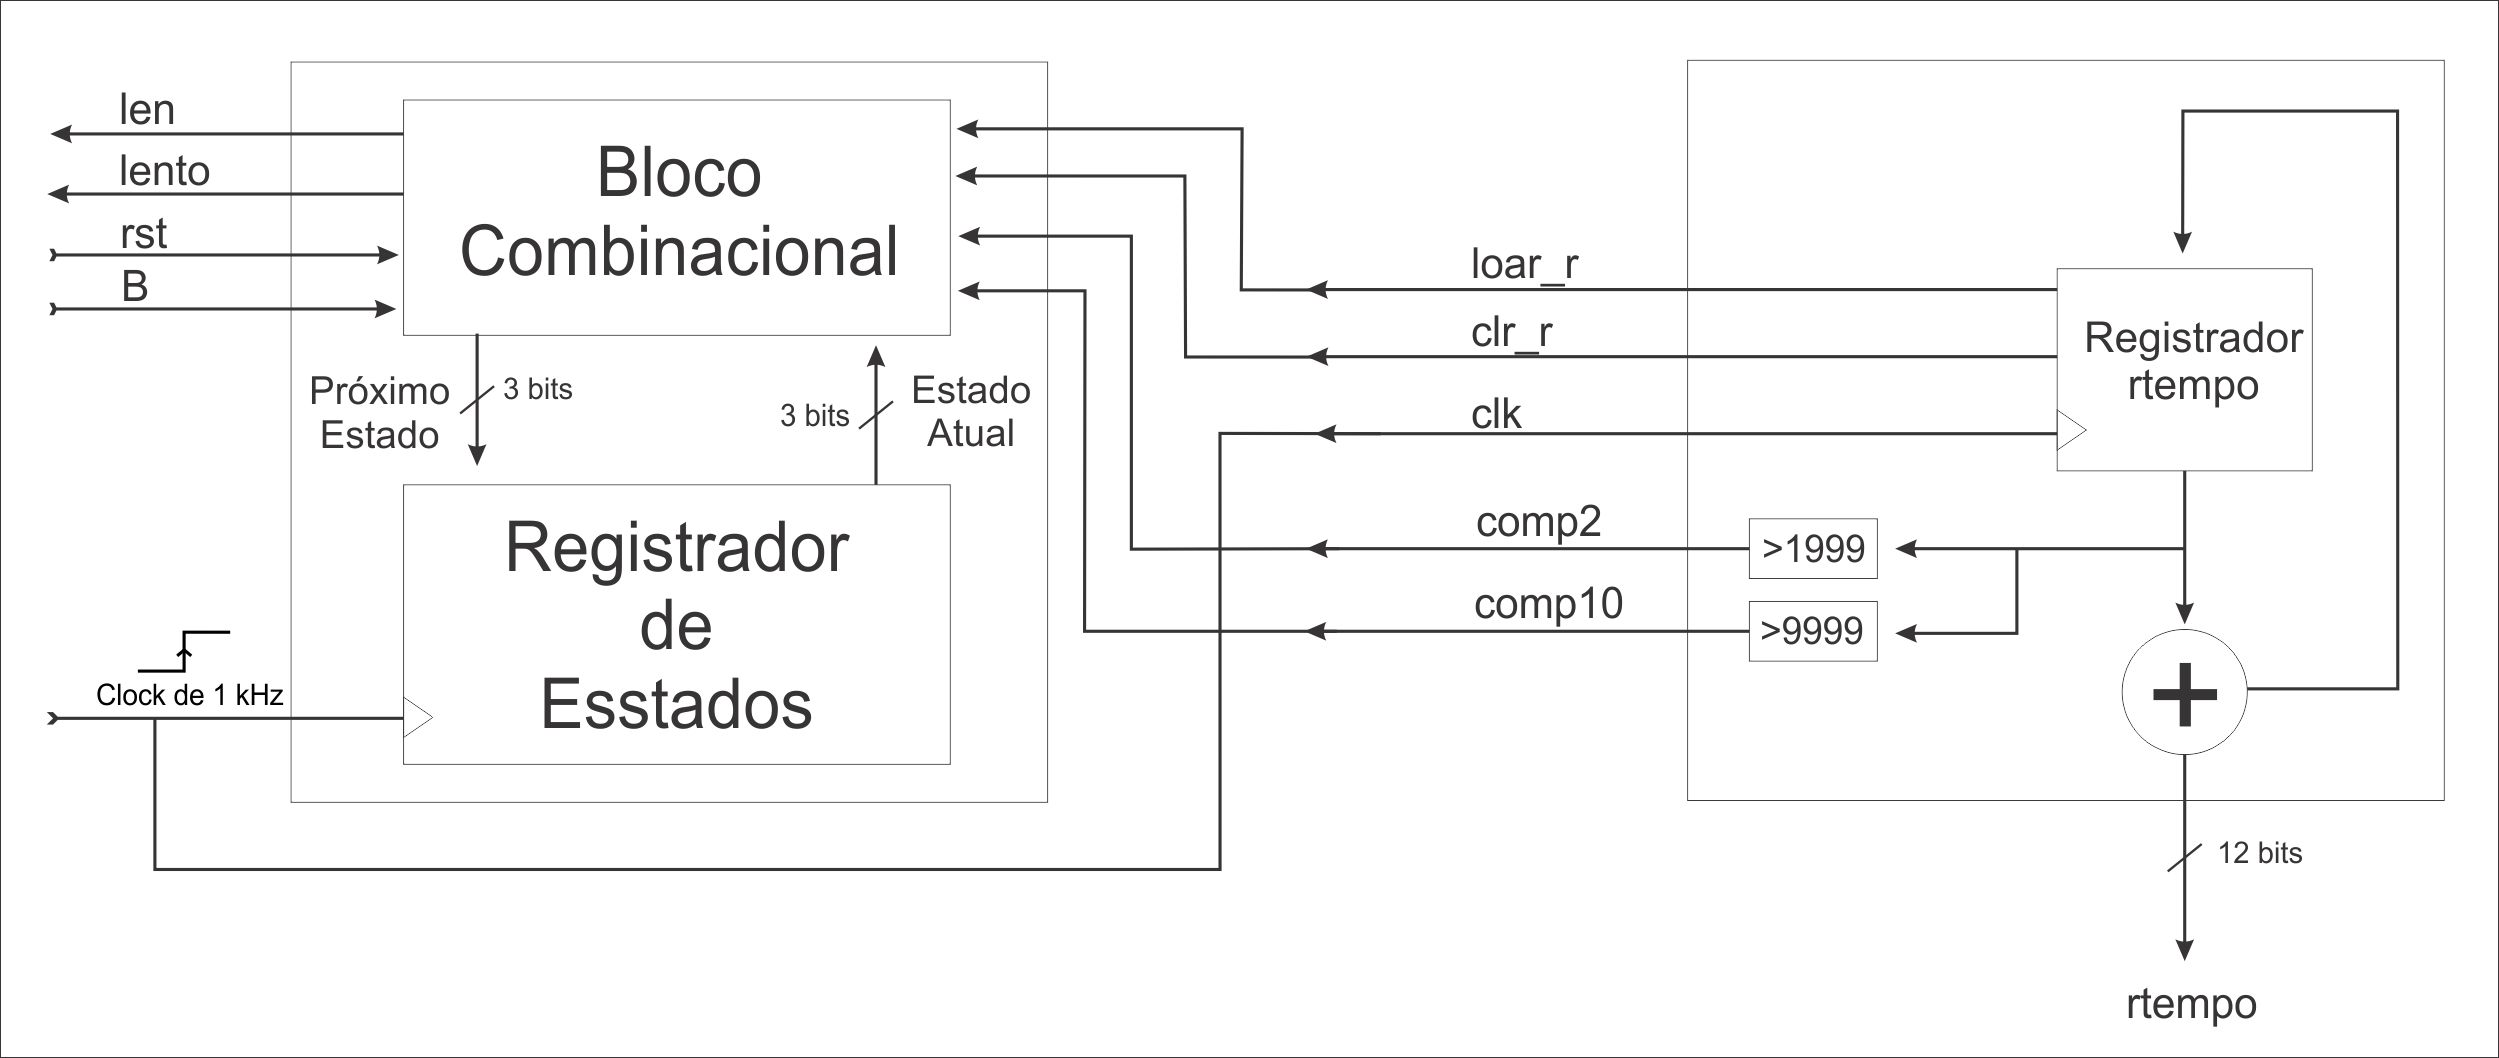 len
lento
rst
B
Bloco
Combinacional
Próximo
Estado
3 bits
3 bits
Estado
Atual
Registrador
de
Esstados
Clock de 1 kHz
loar_r
clr_r
clk
comp2
comp10
Registrador
rtempo
>1999
>9999
+
12 bits
rtempo